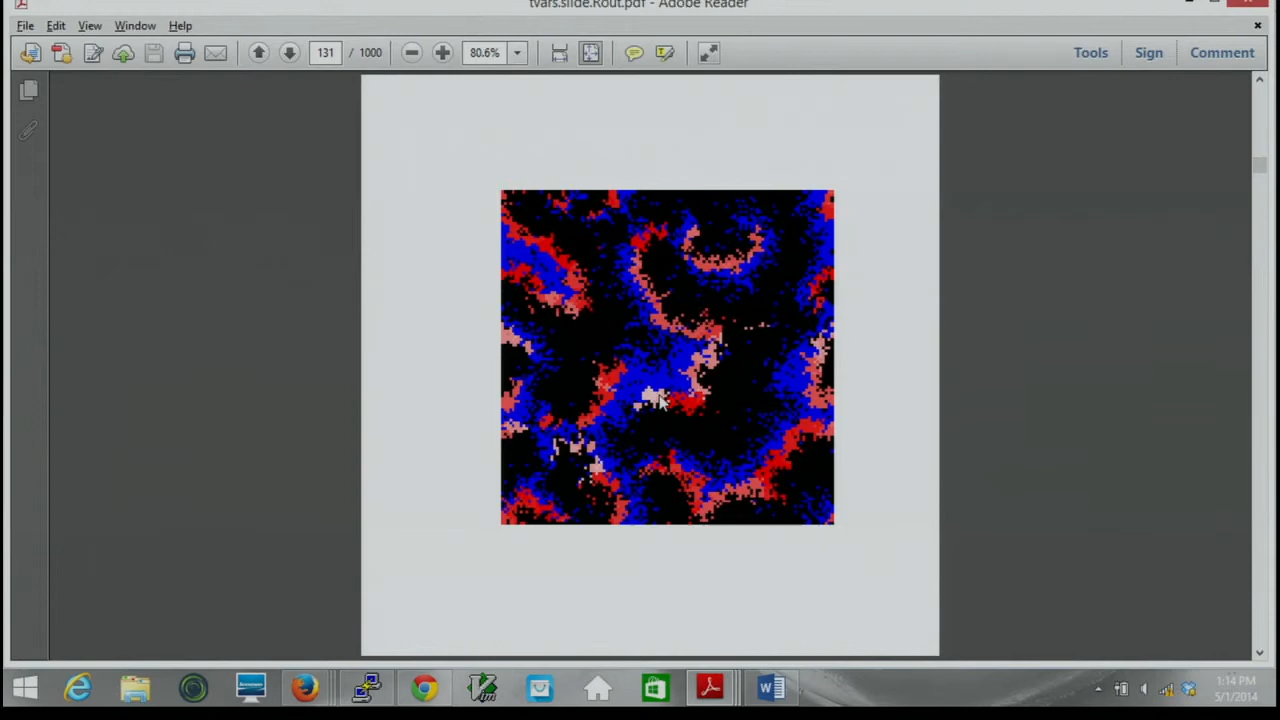 tvars.slide.Rout.pdf - Adobe Reader
File Edit View Window Help
131 / 1000 80.6% Tools Sign Comment
1:14 PM
5/1/2014